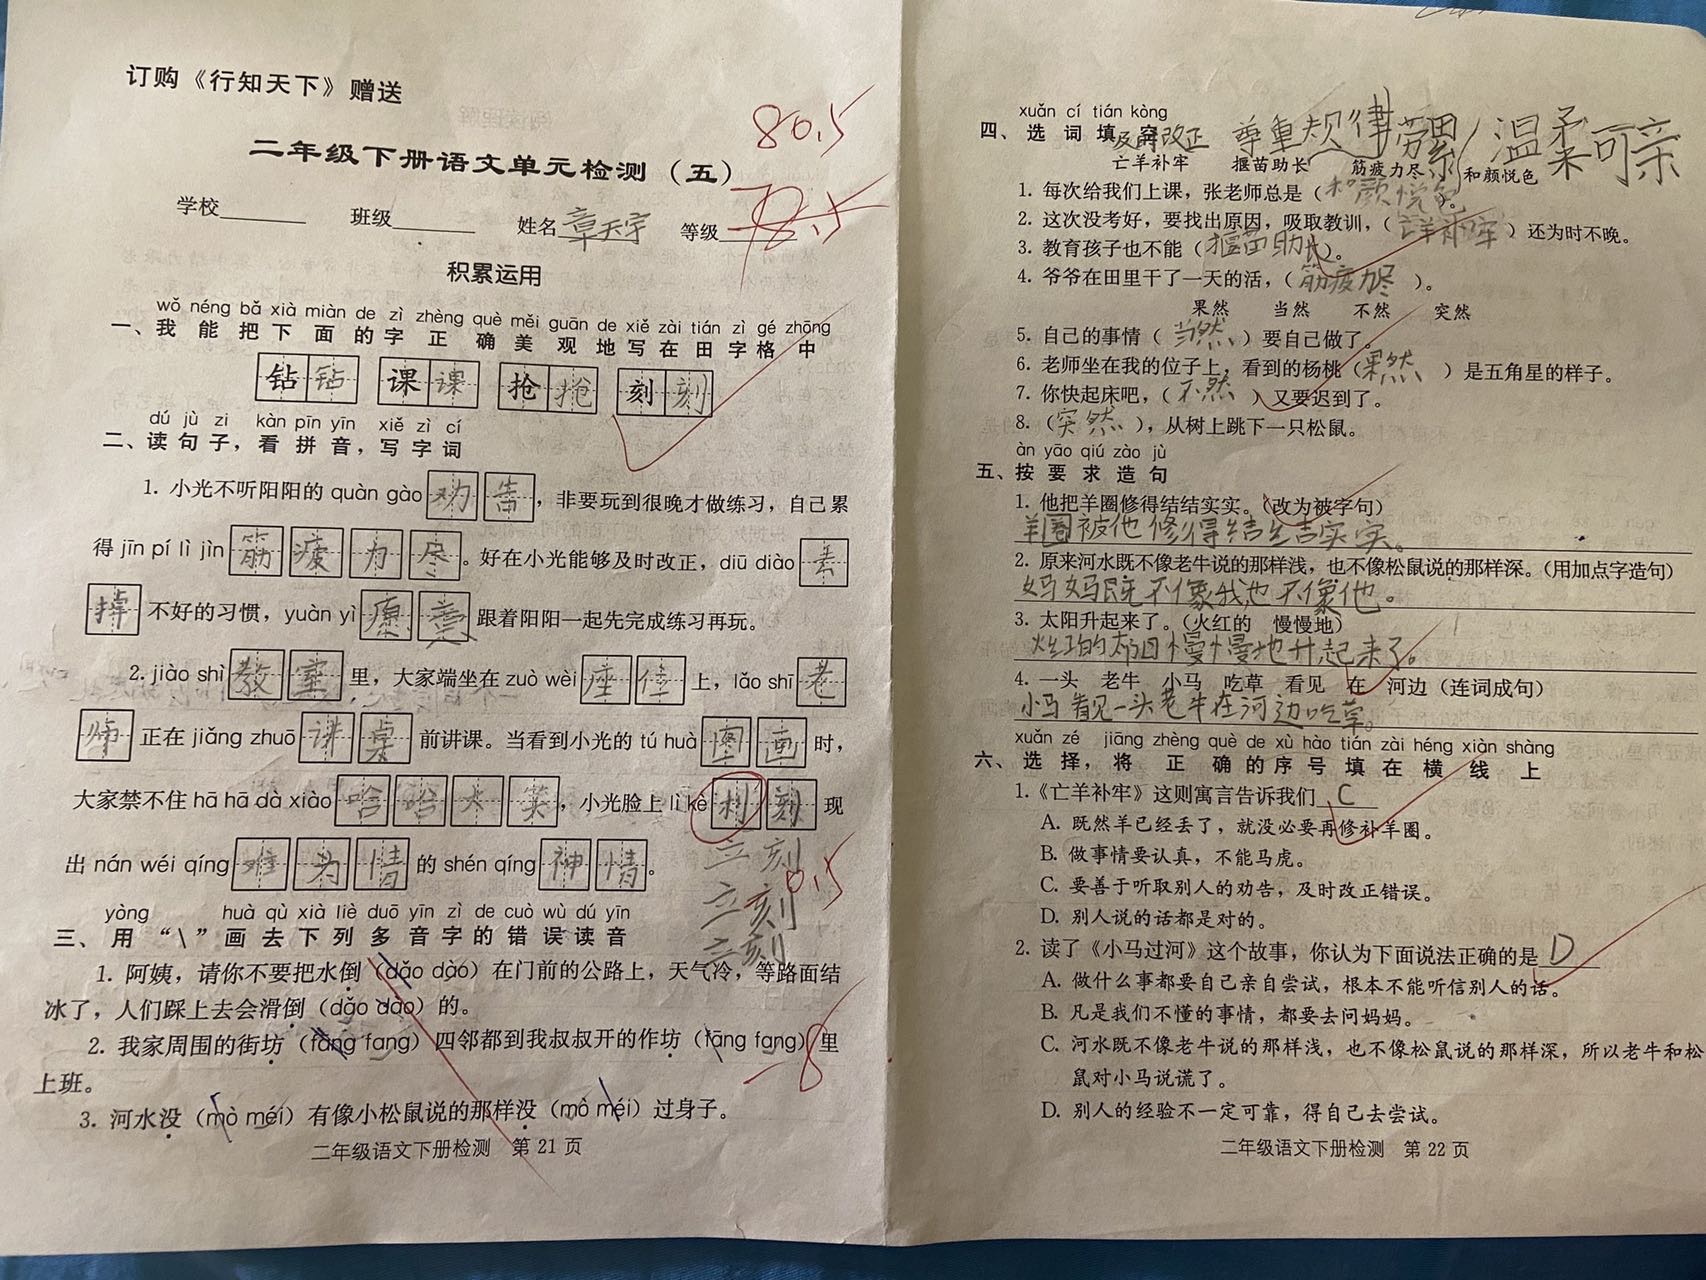 订购《行知天下》赠送
80.5
二年级下册语文单元检测（五）
78.5
学校 班级 姓名 章天宇 等级
积累运用
wǒ néng bǎ xià miàn de zì zhèng què měi guān de xiě zài tián zì gé zhōng
一、我能把下面的字正确美观地写在田字格中
钻 钻 课 课 抢 抢 刻 刻
dú jù zi kàn pīn yīn xiě zì cí
二、读句子，看拼音，写字词
1. 小光不听阳阳的 quàn gào 劝告，非要玩到很晚才做练习，自己累
得 jīn pí lì jìn 筋疲力尽。好在小光能够及时改正，diū diào 丢
掉 不好的习惯，yuàn yì 愿意 跟着阳阳一起先完成练习再玩。
2. jiào shì 教室 里，大家端坐在 zuò wèi 座位 上，lǎo shī 老
师 正在 jiǎng zhuō 讲桌 前讲课。当看到小光的 tú huà 图画 时，
大家禁不住 hā hā dà xiào 哈哈大笑，小光脸上 lì kè 利刻 现
出 nán wéi qíng 难为情 的 shén qíng 神情。
立刻
0.5
立刻
立刻
yòng huà qù xià liè duō yīn zì de cuò wù dú yīn
三、用“\”画去下列多音字的错误读音
1. 阿姨，请你不要把水倒（dǎo dào）在门前的公路上，天气冷，等路面结
冰了，人们踩上去会滑倒（dǎo dào）的。
-8
2. 我家周围的街坊（fāng fang）四邻都到我叔叔开的作坊（fāng fang）里
上班。
3. 河水没（mò méi）有像小松鼠说的那样没（mò méi）过身子。
二年级语文下册检测 第 21 页
xuǎn cí tián kòng
四、选词填空
及时改正 尊重规律 劳累 温柔可亲
亡羊补牢 揠苗助长 筋疲力尽 和颜悦色
1. 每次给我们上课，张老师总是（和颜悦色）。
2. 这次没考好，要找出原因，吸取教训，（亡羊补牢）还为时不晚。
3. 教育孩子也不能（揠苗助长）。
4. 爷爷在田里干了一天的活，（筋疲力尽）。
果然 当然 不然 突然
5. 自己的事情（当然）要自己做了。
6. 老师坐在我的位子上，看到的杨桃（果然）是五角星的样子。
7. 你快起床吧，（不然）又要迟到了。
8.（突然），从树上跳下一只松鼠。
àn yāo qiú zào jù
五、按要求造句
1. 他把羊圈修得结结实实。（改为被字句）
羊圈被他修得结结实实。
2. 原来河水既不像老牛说的那样浅，也不像松鼠说的那样深。（用加点字造句）
妈妈既不像我也不像他。
3. 太阳升起来了。（火红的 慢慢地）
火红的太阳慢慢地升起来了。
4. 一头 老牛 小马 吃草 看见 在 河边（连词成句）
小马看见一头老牛在河边吃草。
xuǎn zé jiāng zhèng què de xù hào tián zài héng xiàn shàng
六、选择，将正确的序号填在横线上
1.《亡羊补牢》这则寓言告诉我们 C
A. 既然羊已经丢了，就没必要再修补羊圈。
B. 做事情要认真，不能马虎。
C. 要善于听取别人的劝告，及时改正错误。
D. 别人说的话都是对的。
2. 读了《小马过河》这个故事，你认为下面说法正确的是 D
A. 做什么事都要自己亲自尝试，根本不能听信别人的话。
B. 凡是我们不懂的事情，都要去问妈妈。
C. 河水既不像老牛说的那样浅，也不像松鼠说的那样深，所以老牛和松
鼠对小马说谎了。
D. 别人的经验不一定可靠，得自己去尝试。
二年级语文下册检测 第 22 页